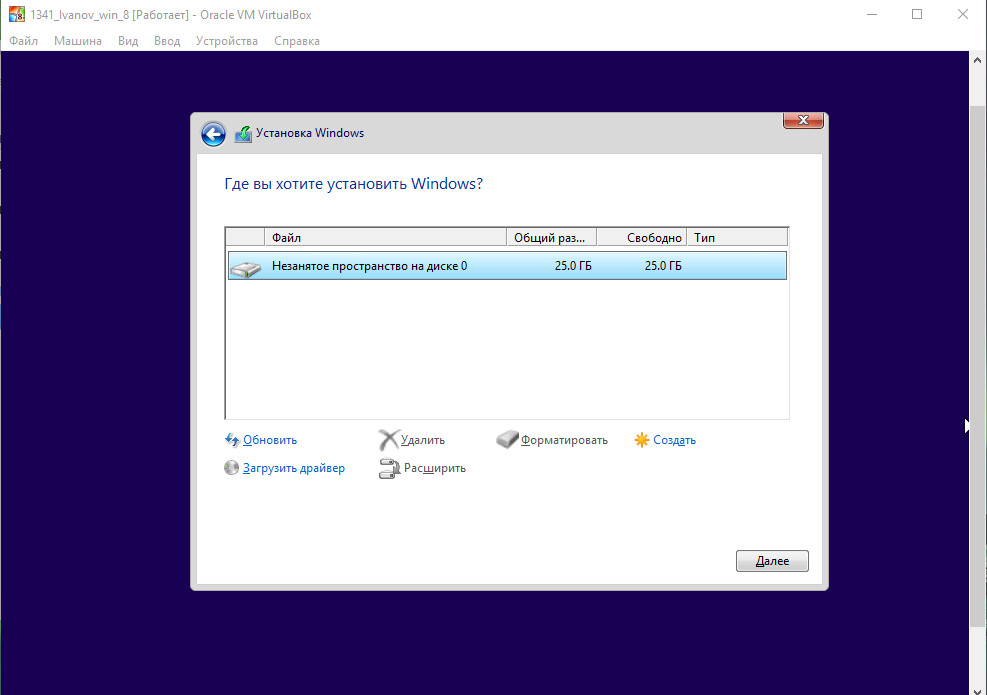 1341_Ivanov_win_8 [Работает] - Oracle VM VirtualBox
Файл Машина Вид Ввод Устройства Справка
Установка Windows
Где вы хотите установить Windows?
Файл Общий раз... Свободно Тип
Незанятое пространство на диске 0 25.0 ГБ 25.0 ГБ
Обновить Удалить Форматировать Создать
Загрузить драйвер Расширить
Далее